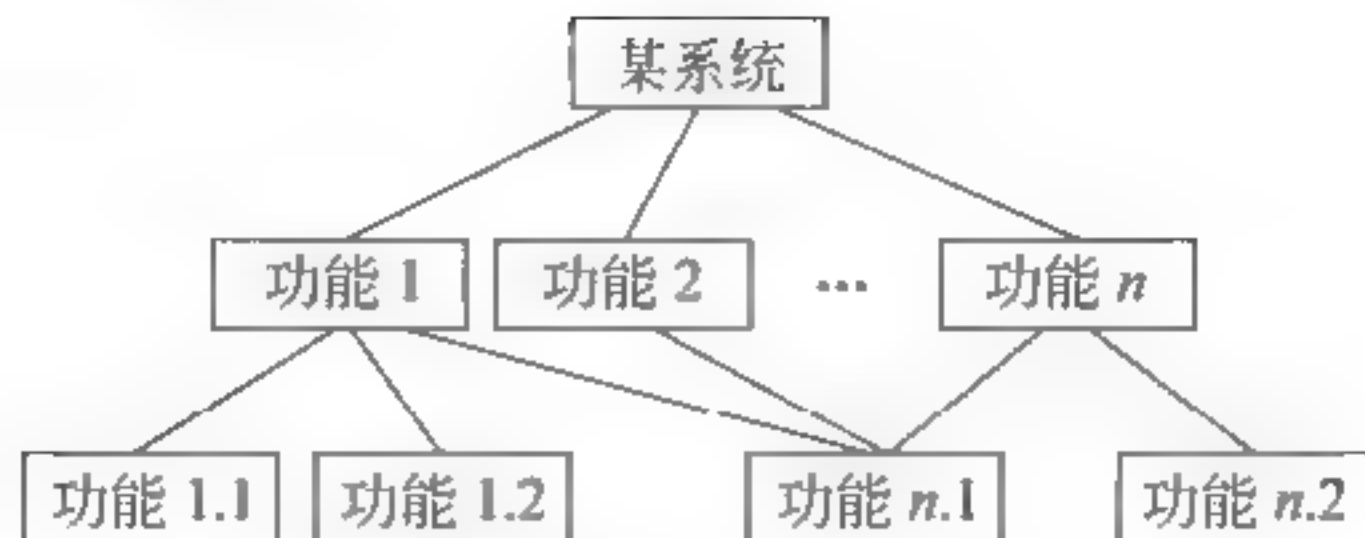 某系统
功能 1 功能 2 ... 功能 n
功能 1.1 功能 1.2 功能 n.1 功能 n.2